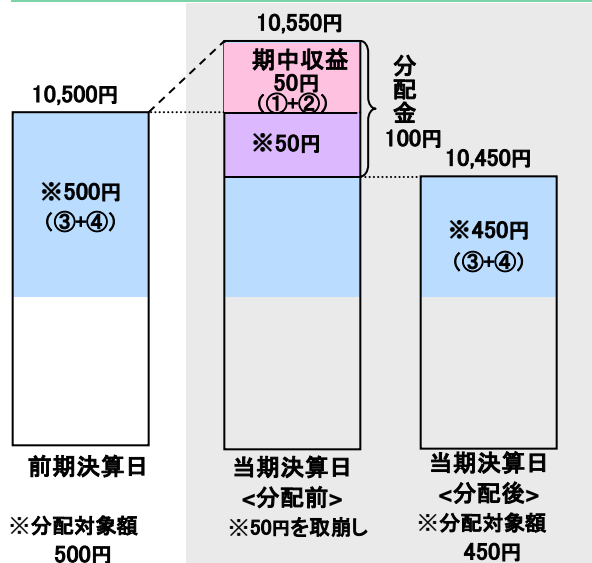 10,550円
期中収益
50円
(①+②)
分配金
100円
10,500円
※50円
10,450円
※500円
(③+④)
※450円
(③+④)
前期決算日
当期決算日
<分配前>
※50円を取崩し
当期決算日
<分配後>
※分配対象額
500円
※分配対象額
450円